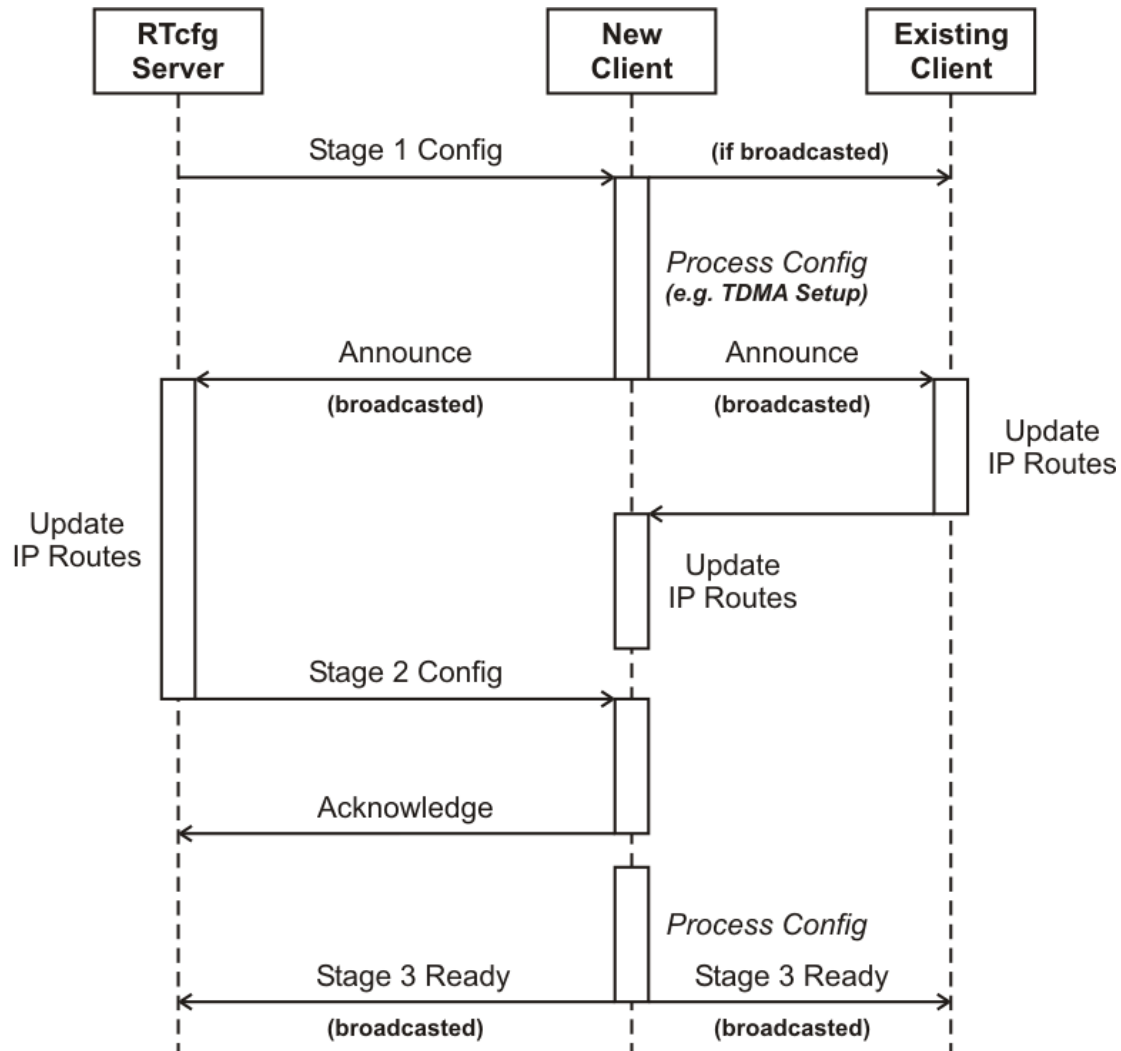 RTcfg
Server
New
Client
Existing
Client
Stage 1 Config
(if broadcasted)
Process Config
(e.g. TDMA Setup)
Announce
Announce
(broadcasted)
(broadcasted)
Update
IP Routes
Update
IP Routes
Update
IP Routes
Stage 2 Config
Acknowledge
Process Config
Stage 3 Ready
Stage 3 Ready
(broadcasted)
(broadcasted)